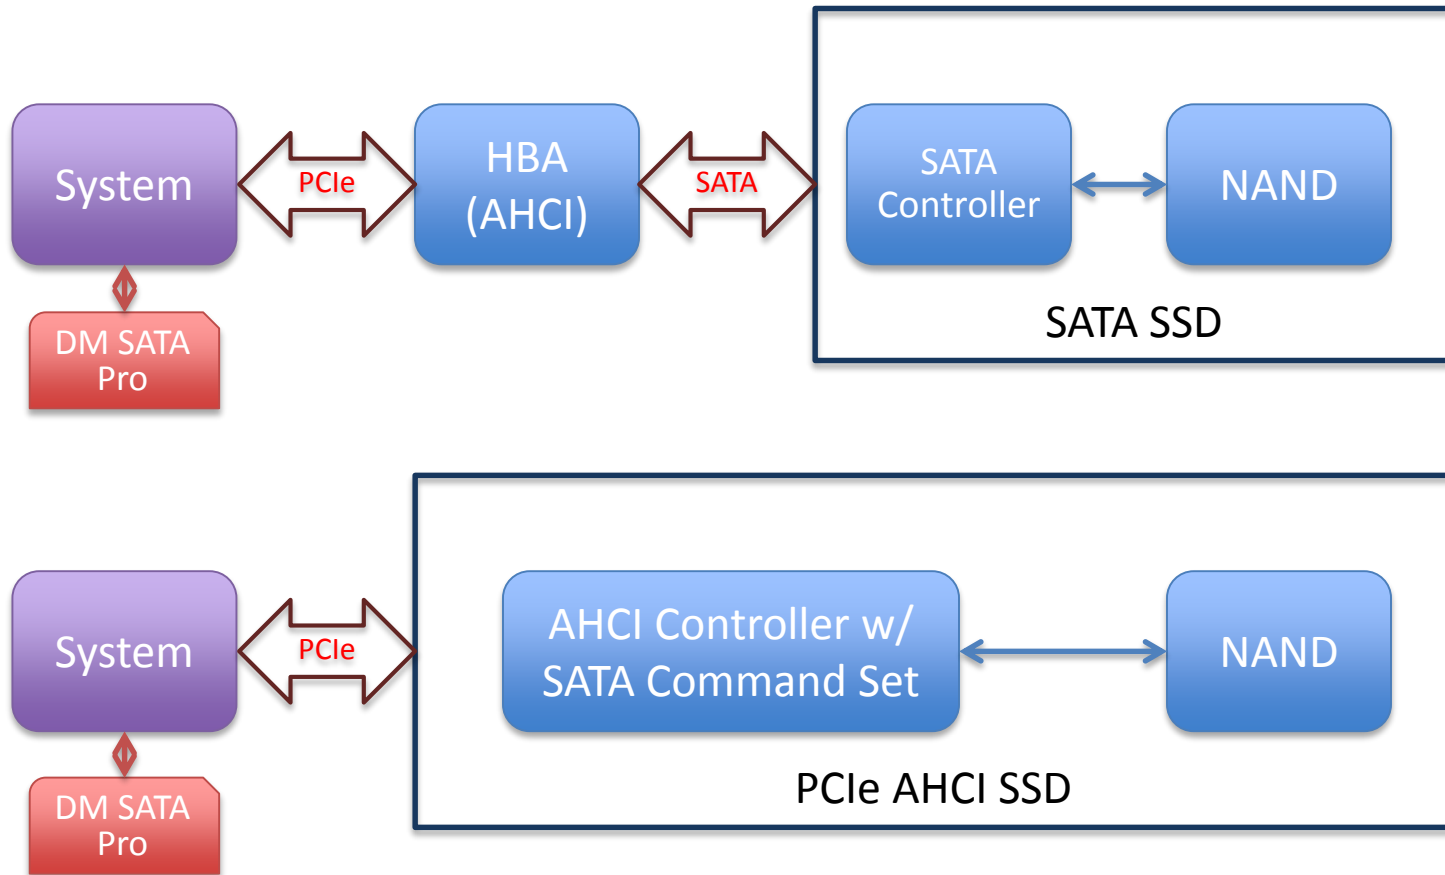 System
PCIe
HBA
(AHCI)
SATA
SATA
Controller
NAND
DM SATA
Pro
SATA SSD
System
PCIe
AHCI Controller w/
SATA Command Set
NAND
DM SATA
Pro
PCIe AHCI SSD